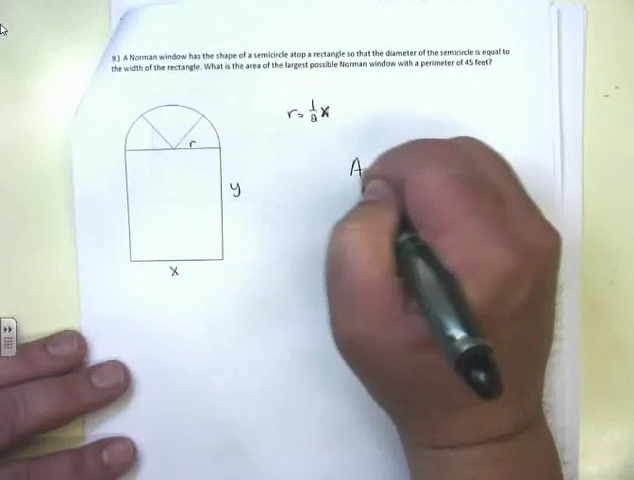 9.) A Norman window has the shape of a semicircle atop a rectangle so that the diameter of the semicircle is equal to
the width of the rectangle. What is the area of the largest possible Norman window with a perimeter of 45 feet?
r = 1/2 x
r
A
y
x